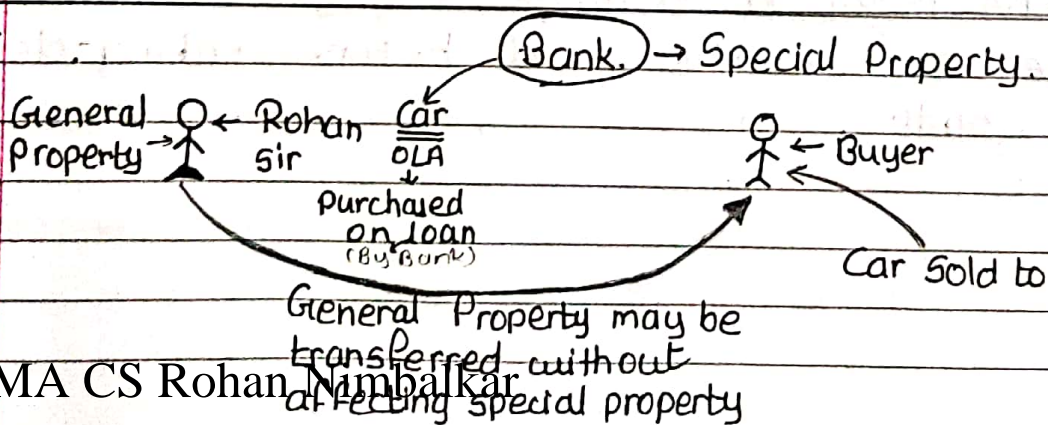 Bank. → Special Property.
General Property → ← Rohan Sir
Car
OLA
↓
Purchased
on loan
(By Bank)
← Buyer
Car Sold to
General Property may be
transferred without
affecting special property
MA CS Rohan Nimbalkar